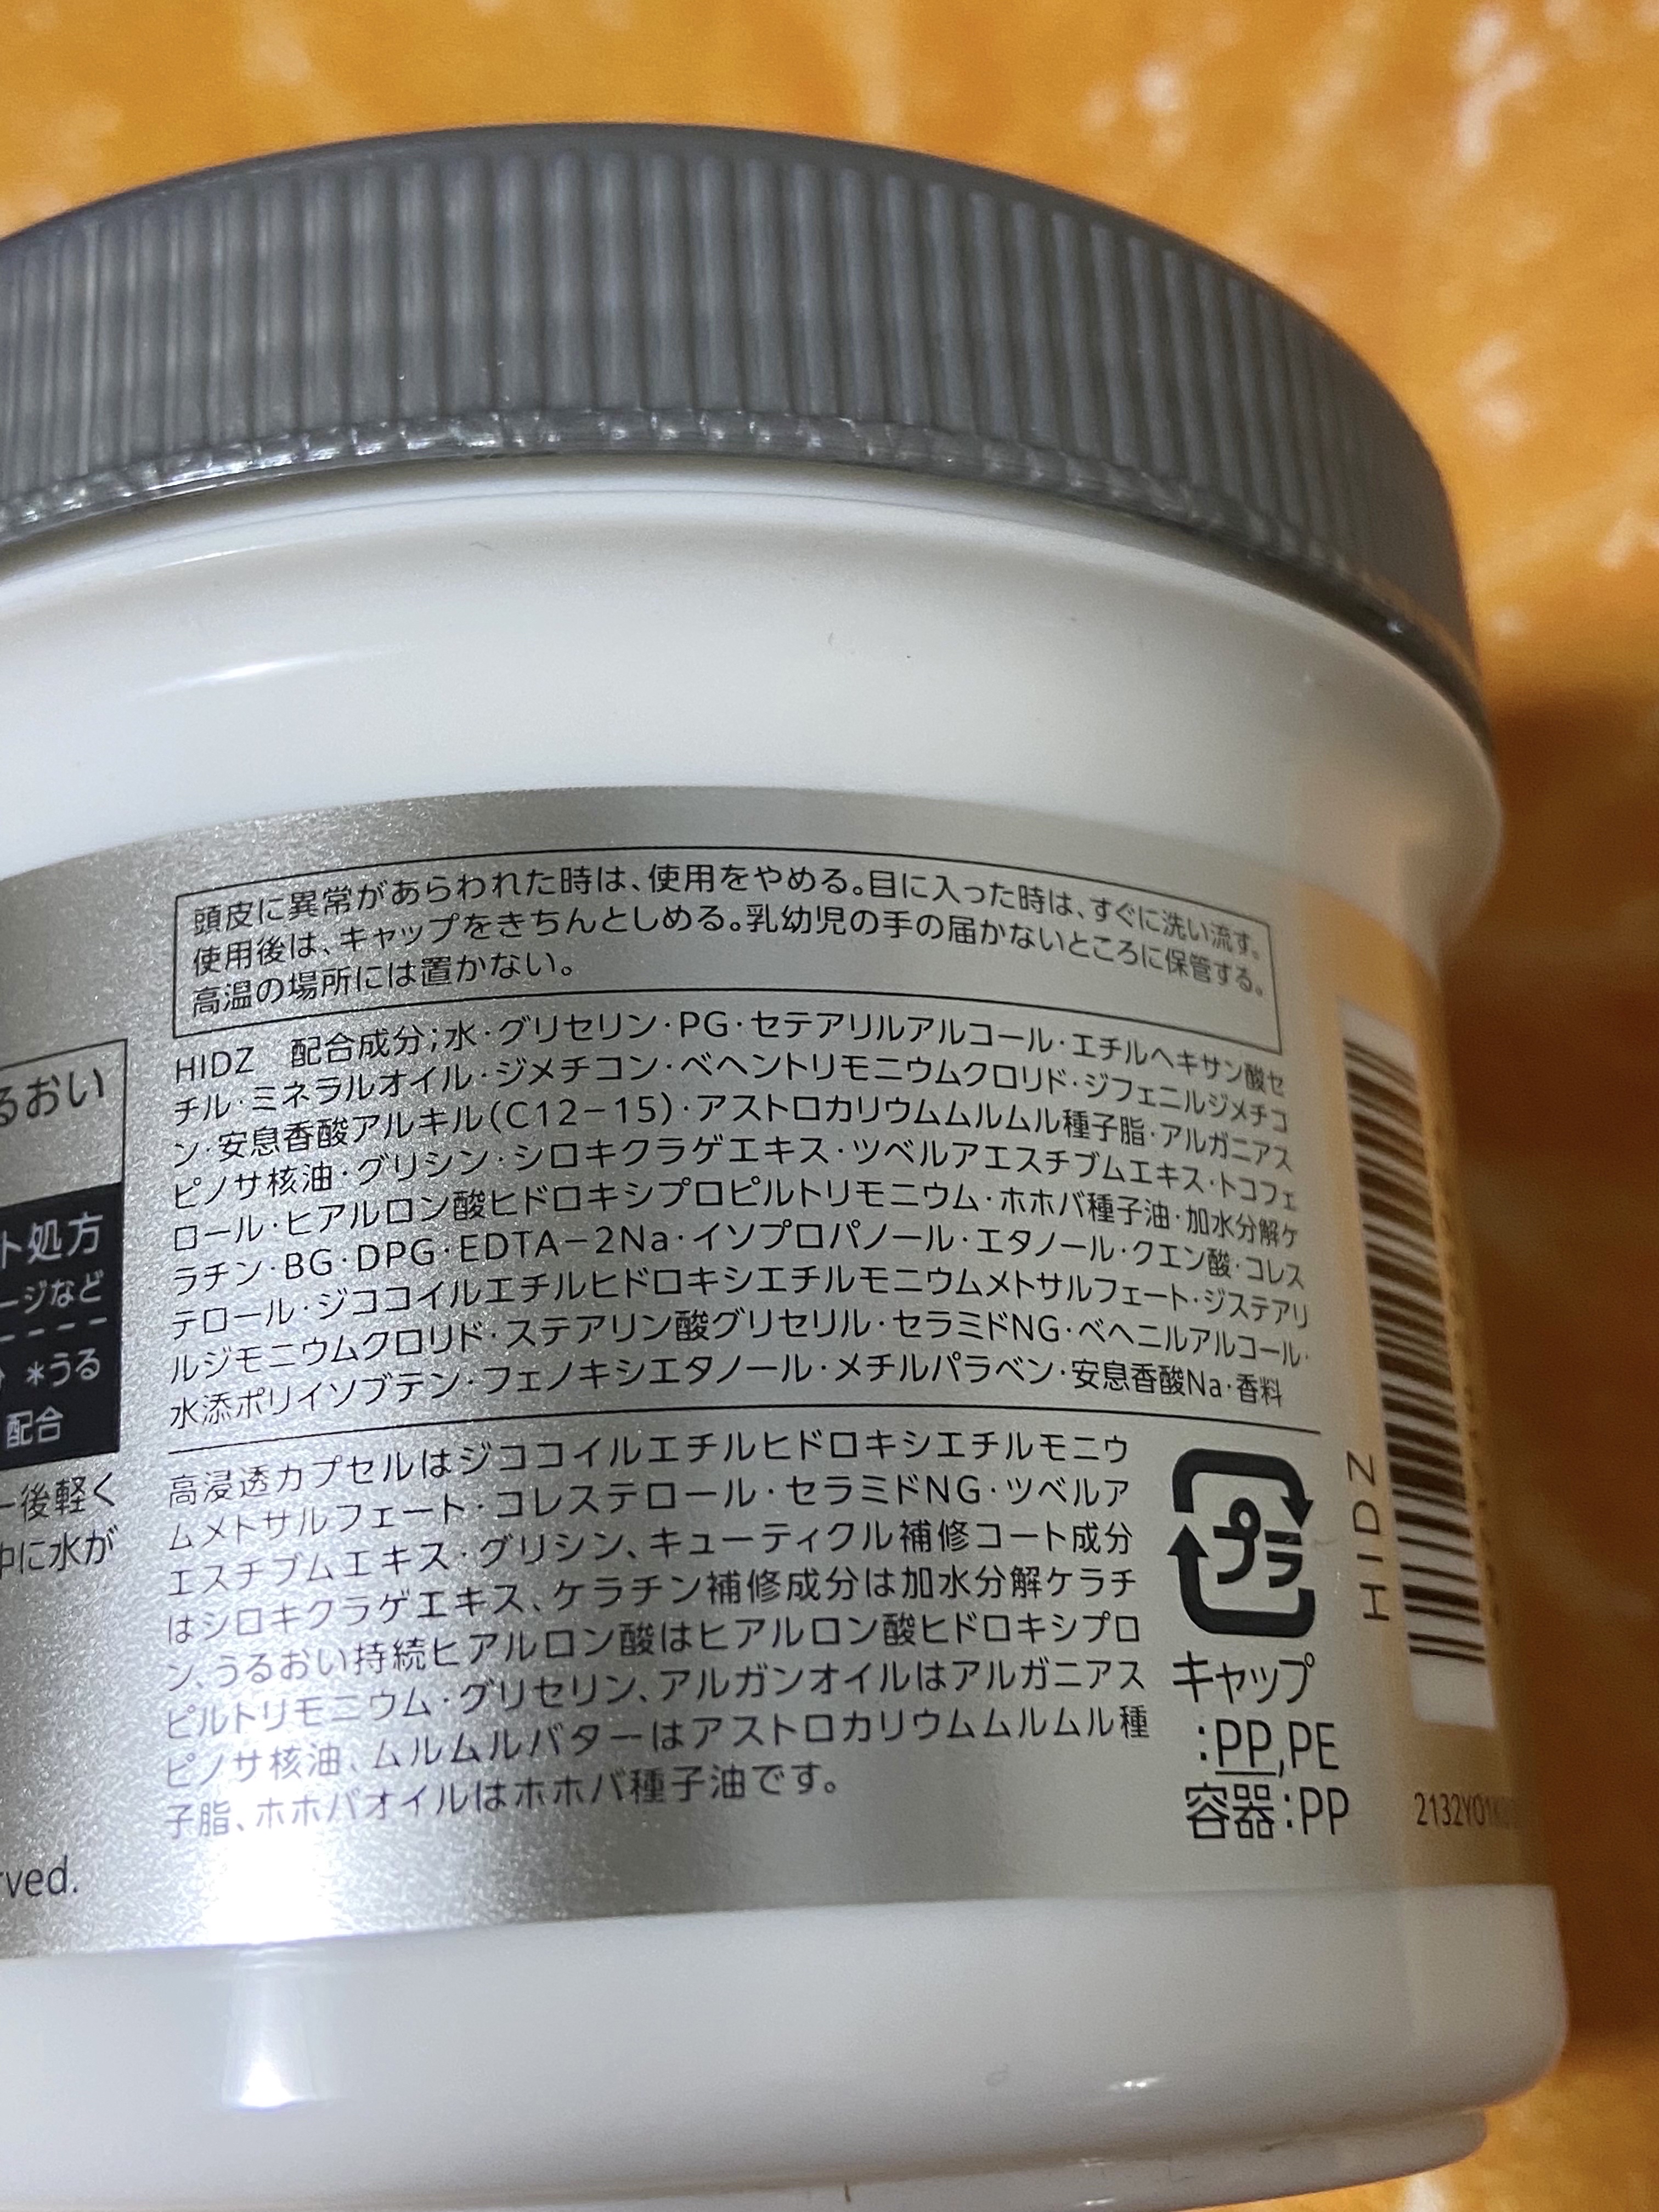 頭皮に異常があらわれた時は、使用をやめる。目に入った時は、すぐに洗い流す。
使用後は、キャップをきちんとしめる。乳幼児の手の届かないところに保管する。
高温の場所には置かない。
HIDZ 配合成分;水・グリセリン・PG・セテアリルアルコール・エチルヘキサン酸セ
チル・ミネラルオイル・ジメチコン・ベヘントリモニウムクロリド・ジフェニルジメチコ
ン・安息香酸アルキル(C12−15)・アストロカリウムムルムル種子脂・アルガニアス
ピノサ核油・グリシン・シロキクラゲエキス・ツベルアエスチブムエキス・トコフェ
ロール・ヒアルロン酸ヒドロキシプロピルトリモニウム・ホホバ種子油・加水分解ケ
ラチン・BG・DPG・EDTA−2Na・イソプロパノール・エタノール・クエン酸・コレス
テロール・ジココイルエチルヒドロキシエチルモニウムメトサルフェート・ジステアリ
ルジモニウムクロリド・ステアリン酸グリセリル・セラミドNG・ベヘニルアルコール・
水添ポリイソブテン・フェノキシエタノール・メチルパラベン・安息香酸Na・香料
高浸透カプセルはジココイルエチルヒドロキシエチルモニウ
ムメトサルフェート・コレステロール・セラミドNG・ツベルア
エスチブムエキス・グリシン、キューティクル補修コート成分
はシロキクラゲエキス、ケラチン補修成分は加水分解ケラチ
ン、うるおい持続ヒアルロン酸はヒアルロン酸ヒドロキシプロ
ピルトリモニウム・グリセリン、アルガンオイルはアルガニアス
ピノサ核油、ムルムルバターはアストロカリウムムルムル種
子脂、ホホバオイルはホホバ種子油です。
プラ
キャップ
:PP,PE
容器:PP
HIDZ
るおい
ト処方
ージなど
*うる
配合
後軽く
中に水が
rved.